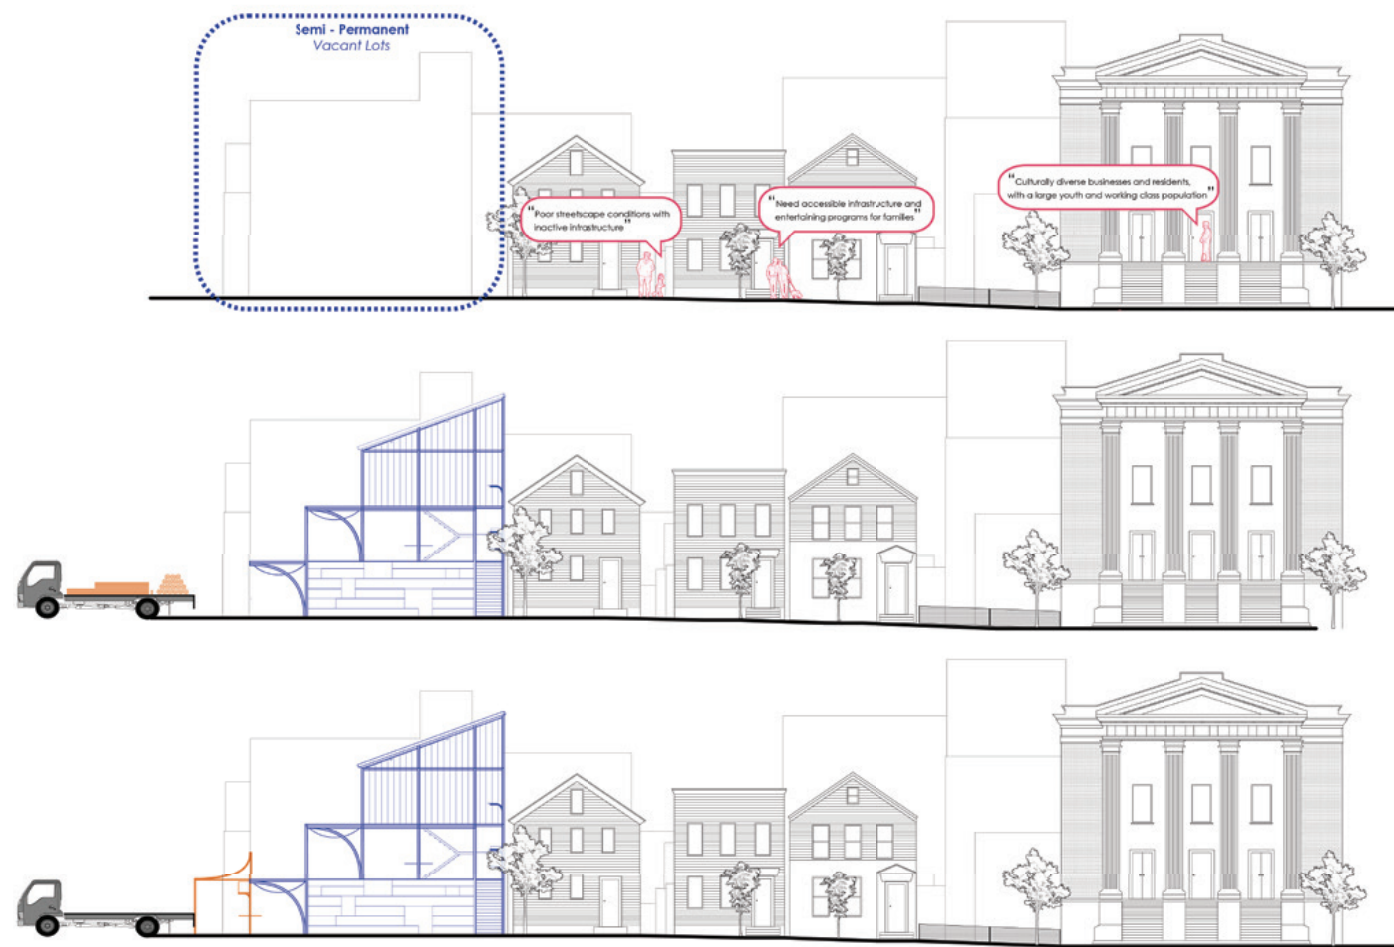 Semi - Permanent
Vacant Lots
"Poor streetscape conditions with
inactive infrastructure"
"Need accessible infrastructure and
entertaining programs for families"
"Culturally diverse businesses and residents,
with a large youth and working class population"